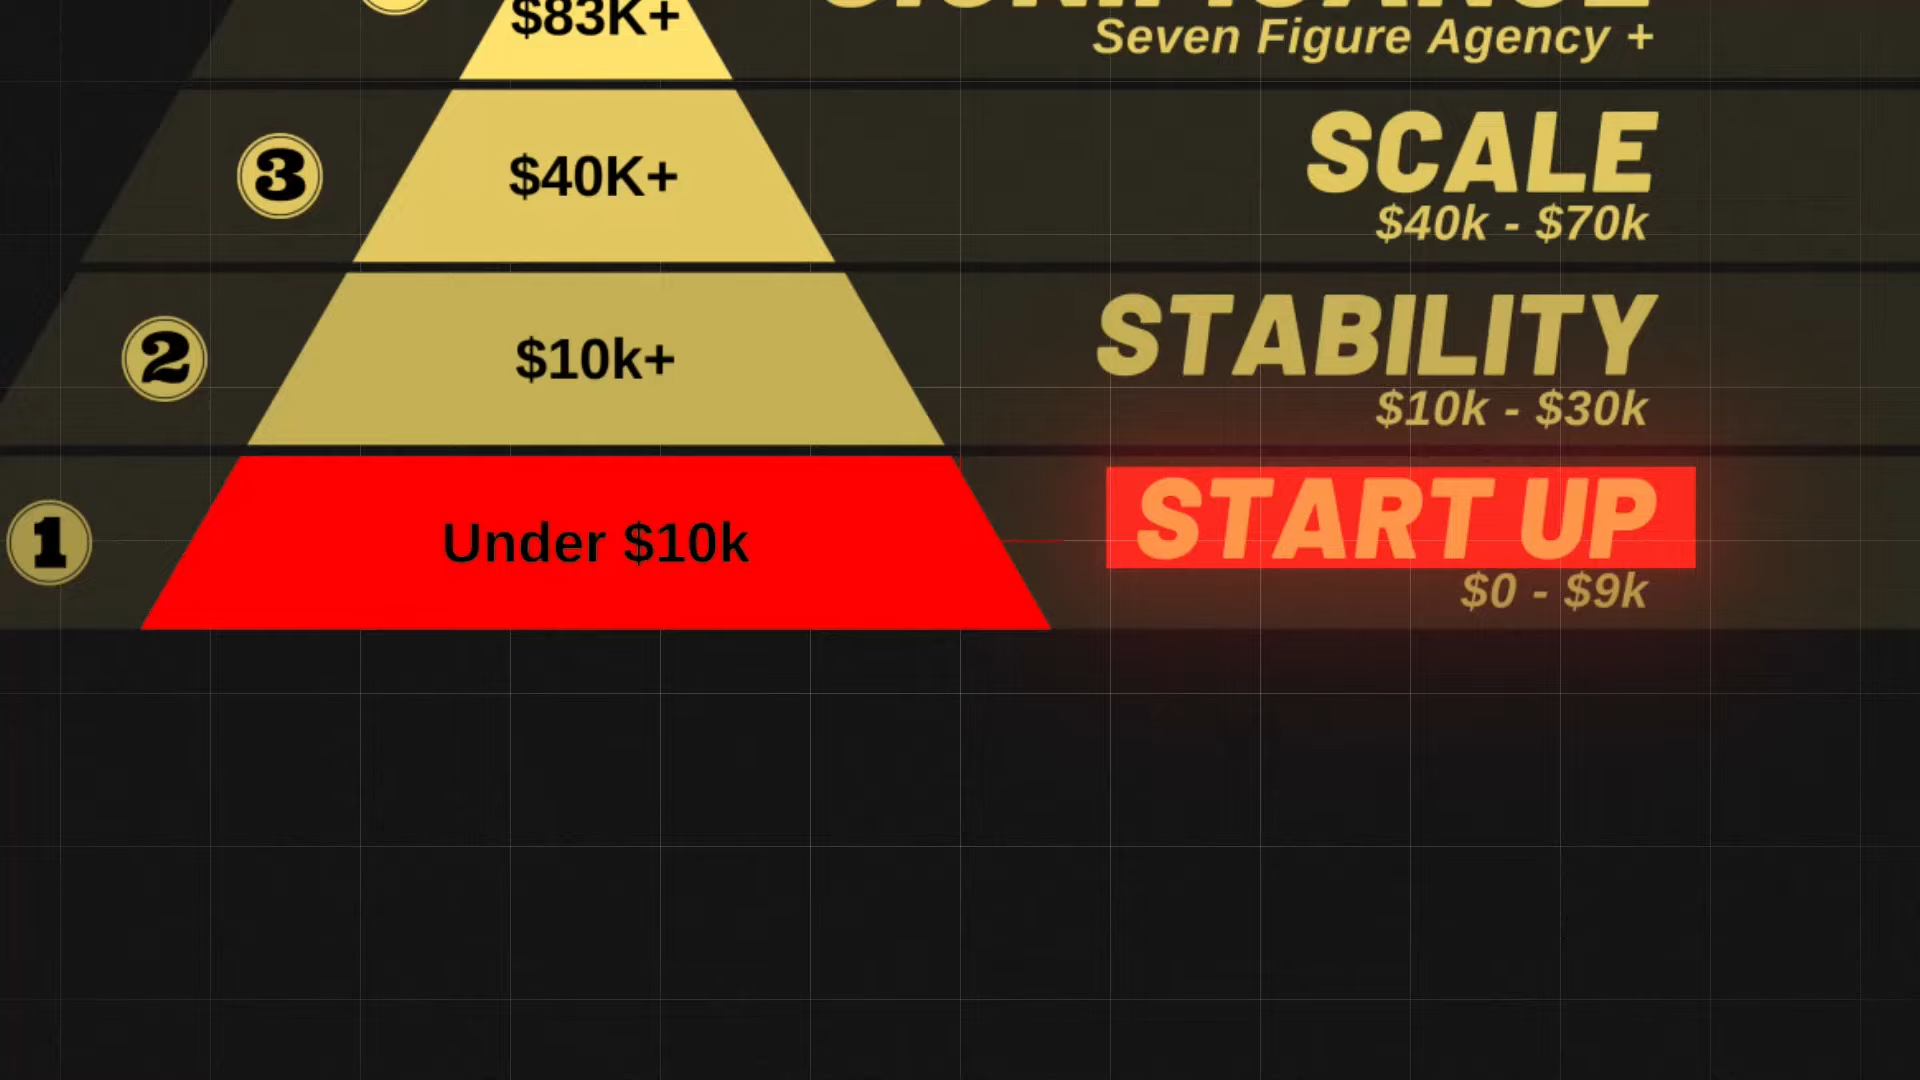 $83K+
SIGNIFICANCE
Seven Figure Agency +
3
$40K+
SCALE
$40k - $70k
2
$10k+
STABILITY
$10k - $30k
1
Under $10k
START UP
$0 - $9k